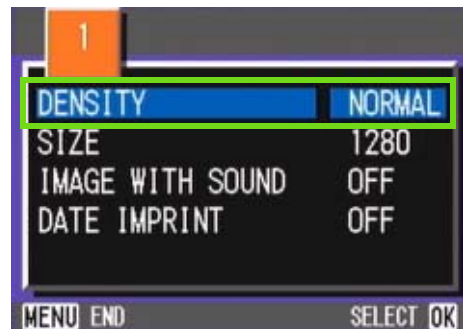 1
DENSITY NORMAL
SIZE 1280
IMAGE WITH SOUND OFF
DATE IMPRINT OFF
MENU END SELECT OK